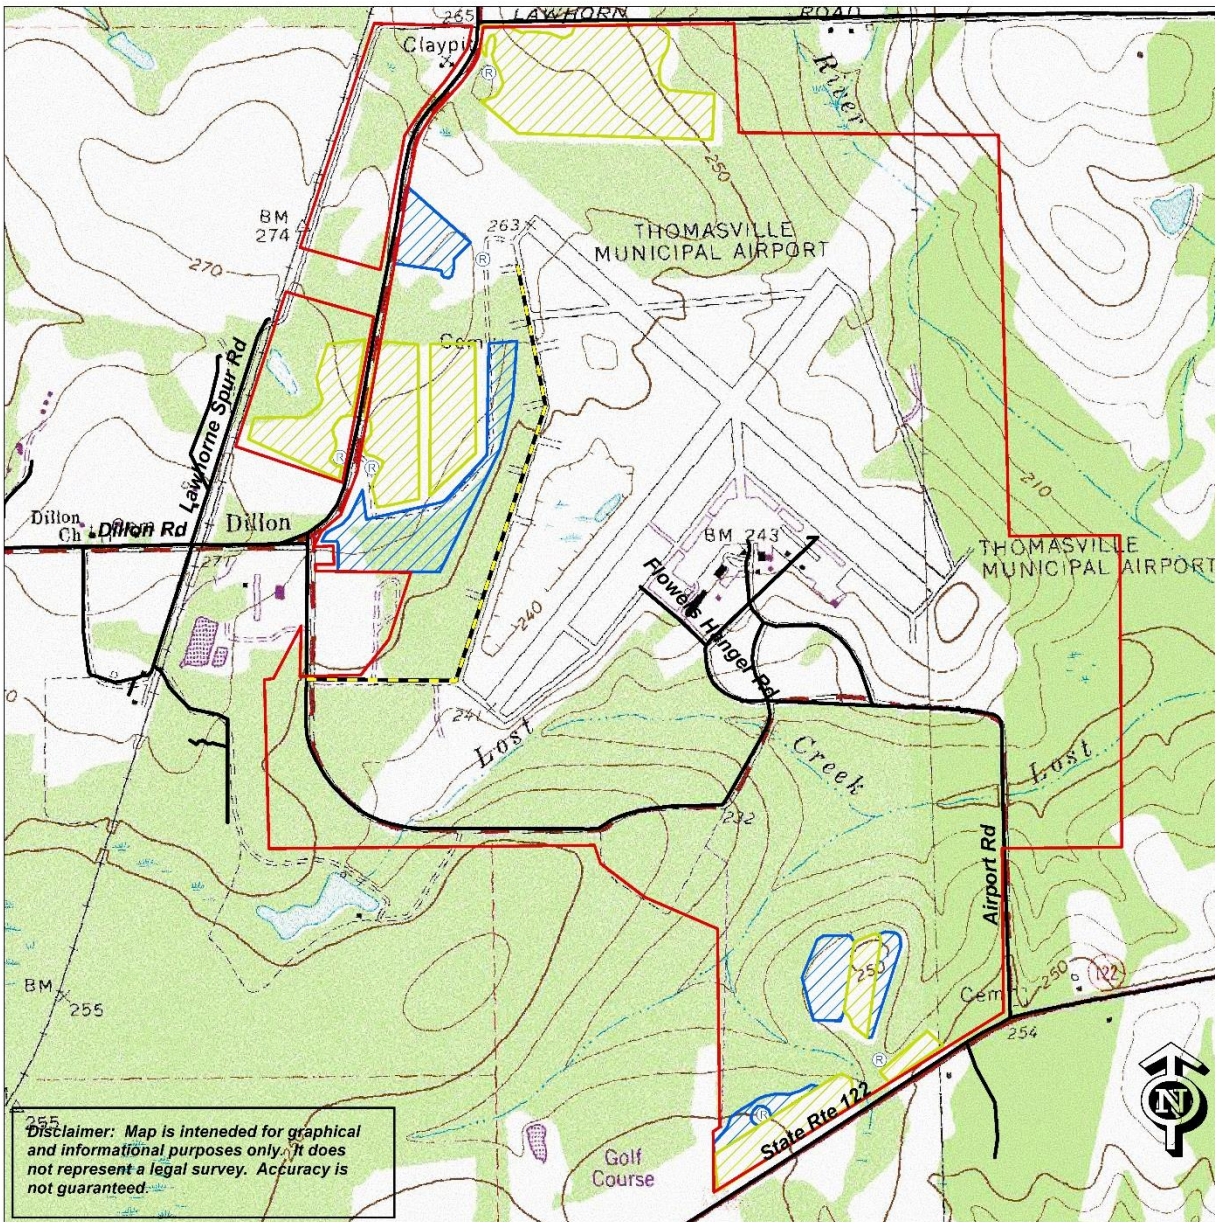 265
LAWHORN ROAD
Claypit
R
River
250
BM
274
263
THOMASVILLE
MUNICIPAL AIRPORT
R
270
Cem
Lawhorne Spur Rd
R
R
210
Dillon
Ch
Dillon Rd
Dillon
271
BM 243
THOMASVILLE
MUNICIPAL AIRPORT
Flowers Hanger Rd
240
241
Lost
Creek
Lost
232
Airport Rd
250
250
122
Cem
BM
255
254
R
R
State Rte 122
N
255
Disclaimer: Map is inteneded for graphical
and informational purposes only. It does
not represent a legal survey. Accuracy is
not guaranteed.
Golf
Course